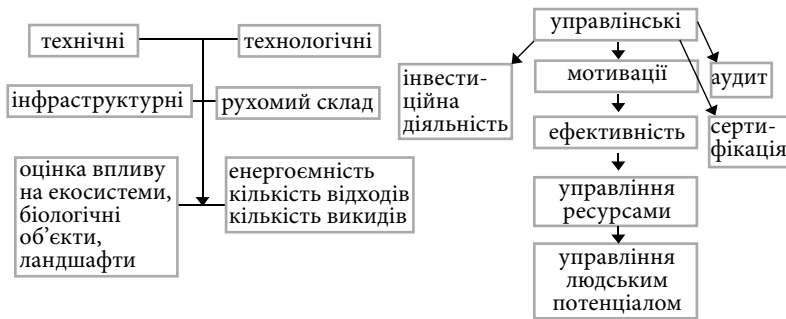 технічні
технологічні
інфраструктурні
рухомий склад
оцінка впливу
на екосистеми,
біологічні
об’єкти,
ландшафти
енергоємність
кількість відходів
кількість викидів
управлінські
інвести-
ційна
діяльність
мотивації
аудит
ефективність
серти-
фікація
управління
ресурсами
управління
людським
потенціалом